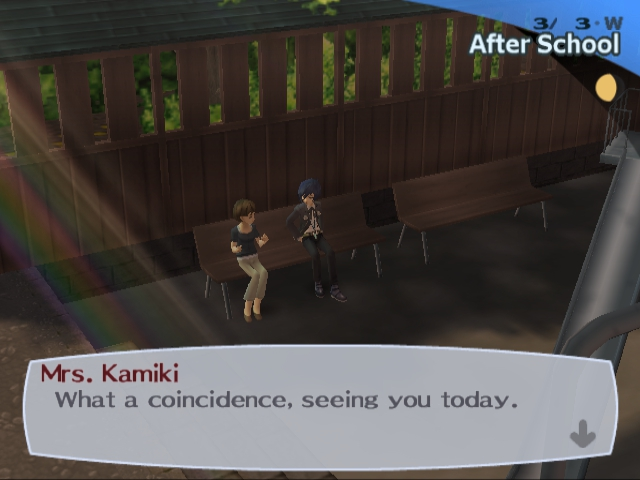 3/ 3·W
After School
Mrs. Kamiki
What a coincidence, seeing you today.